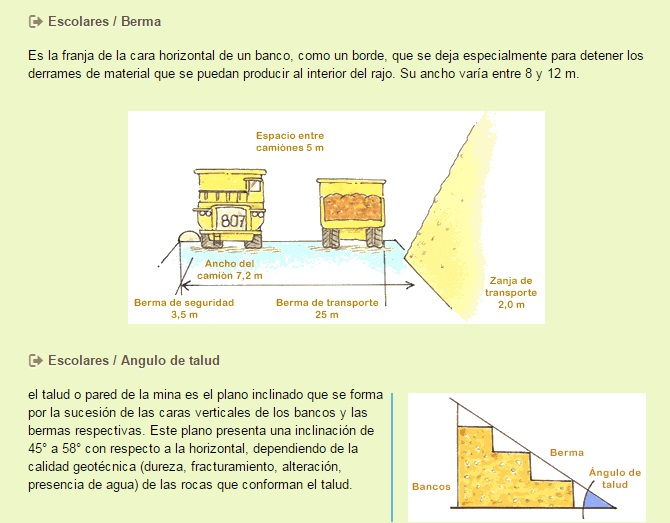 Escolares / Berma
Es la franja de la cara horizontal de un banco, como un borde, que se deja especialmente para detener los
derrames de material que se puedan producir al interior del rajo. Su ancho varía entre 8 y 12 m.
Espacio entre
camiònes 5 m
807
Ancho del
camiòn 7,2 m
Berma de seguridad
3,5 m
Berma de transporte
25 m
Zanja de
transporte
2,0 m
Escolares / Angulo de talud
el talud o pared de la mina es el plano inclinado que se forma
por la sucesión de las caras verticales de los bancos y las
bermas respectivas. Este plano presenta una inclinación de
45° a 58° con respecto a la horizontal, dependiendo de la
calidad geotécnica (dureza, fracturamiento, alteración,
presencia de agua) de las rocas que conforman el talud.
Berma
Ángulo de
talud
Bancos